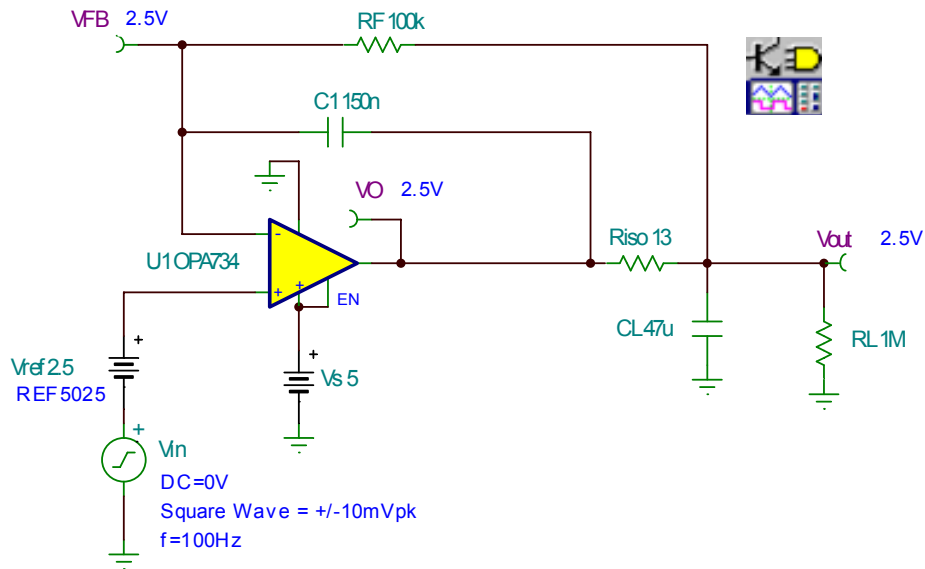 VFB 2.5V
RF 100k
C1 150n
VO 2.5V
-
U1 OPA734
+
+
EN
Riso 13
Vout 2.5V
CL 47u
RL 1M
+
Vref 2.5
REF5025
+
Vs 5
+
Vin
DC=0V
Square Wave = +/-10mVpk
f=100Hz